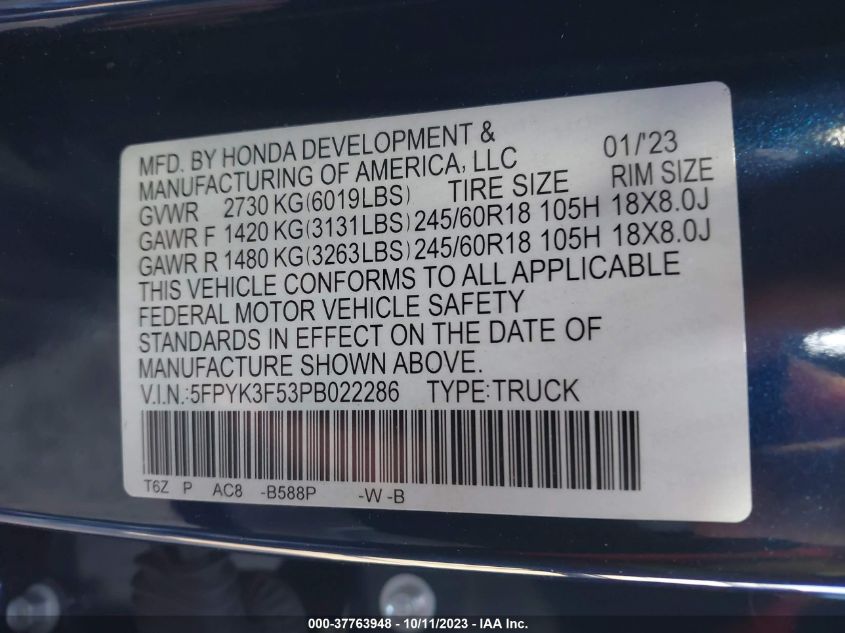 MFD. BY HONDA DEVELOPMENT & 01/'23
MANUFACTURING OF AMERICA, LLC
GVWR 2730 KG(6019LBS) TIRE SIZE RIM SIZE
GAWR F 1420 KG(3131LBS) 245/60R18 105H 18X8.0J
GAWR R 1480 KG(3263LBS) 245/60R18 105H 18X8.0J
THIS VEHICLE CONFORMS TO ALL APPLICABLE
FEDERAL MOTOR VEHICLE SAFETY
STANDARDS IN EFFECT ON THE DATE OF
MANUFACTURE SHOWN ABOVE.
V.I.N.:5FPYK3F53PB022286 TYPE:TRUCK
T6Z P AC8 -B588P -W -B
000-37763948 - 10/11/2023 - IAA Inc.